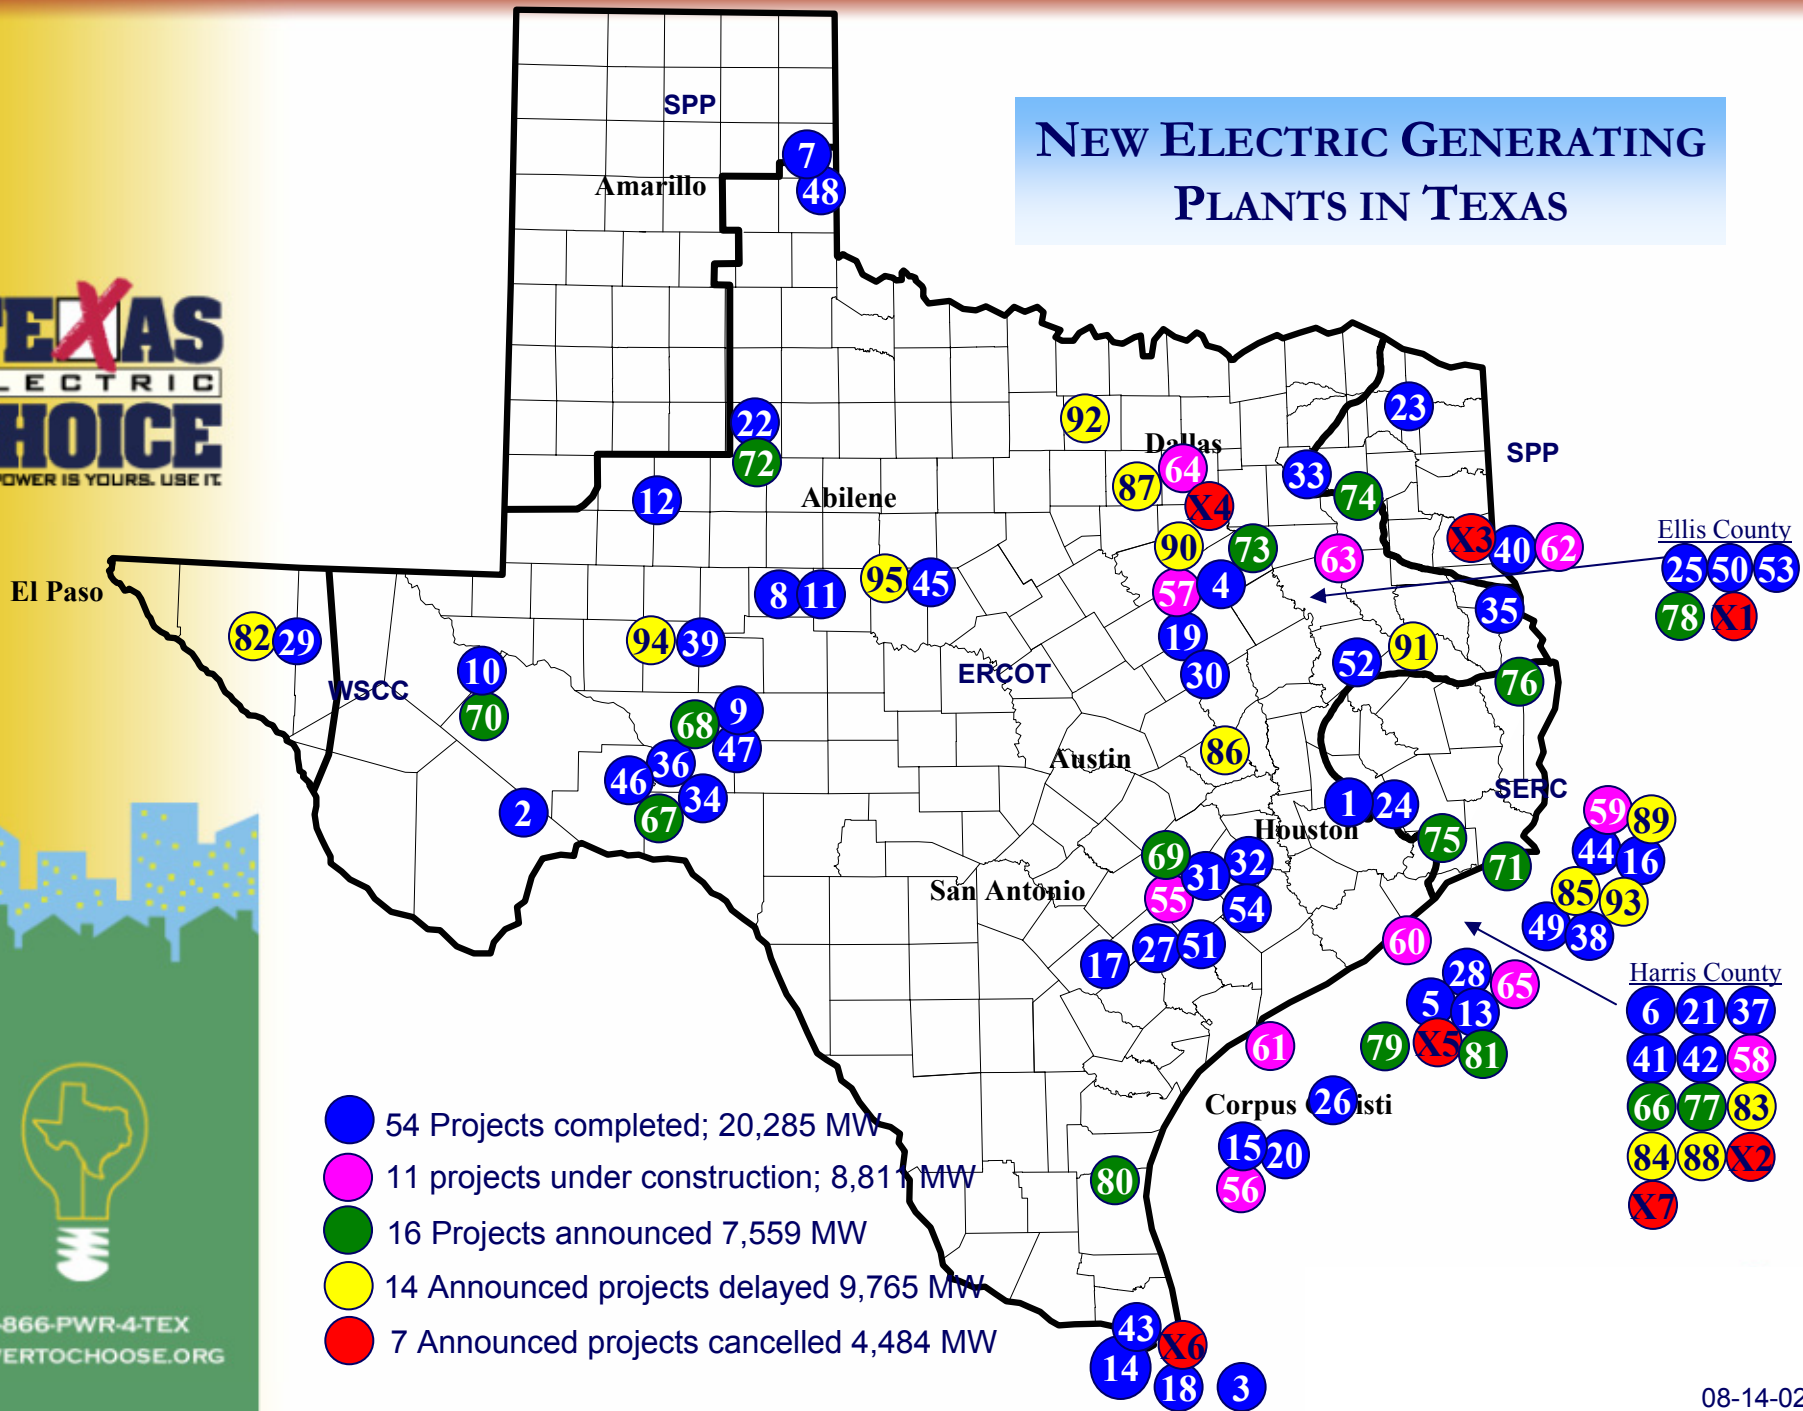 NEW ELECTRIC GENERATING
PLANTS IN TEXAS
SPP
7
Amarillo
48
TEXAS
ELECTRIC
CHOICE
POWER IS YOURS. USE IT.
22
72
12
Abilene
92
Dallas
64
87
X4
90
73
57
4
19
30
23
SPP
33
74
63
X3
40
62
35
Ellis County
25 50 53
78 X1
El Paso
82
29
WSCC
10
70
2
8
11
95
45
94
39
ERCOT
9
68
47
36
46
34
67
52
91
76
86
Austin
SERC
1
24
Houston
75
71
59
89
44
16
85
93
49
38
69
32
31
San Antonio
55
54
27
51
17
60
28
65
5
13
79
X5
81
61
Harris County
6 21 37
41 42 58
66 77 83
84 88 X2
X7
Corpus
26
isti
15
20
56
80
54 Projects completed; 20,285 MW
11 projects under construction; 8,811 MW
16 Projects announced 7,559 MW
14 Announced projects delayed 9,765 MW
7 Announced projects cancelled 4,484 MW
43
X6
14
18
3
-866-PWR-4-TEX
ERTOCHOOSE.ORG
08-14-02